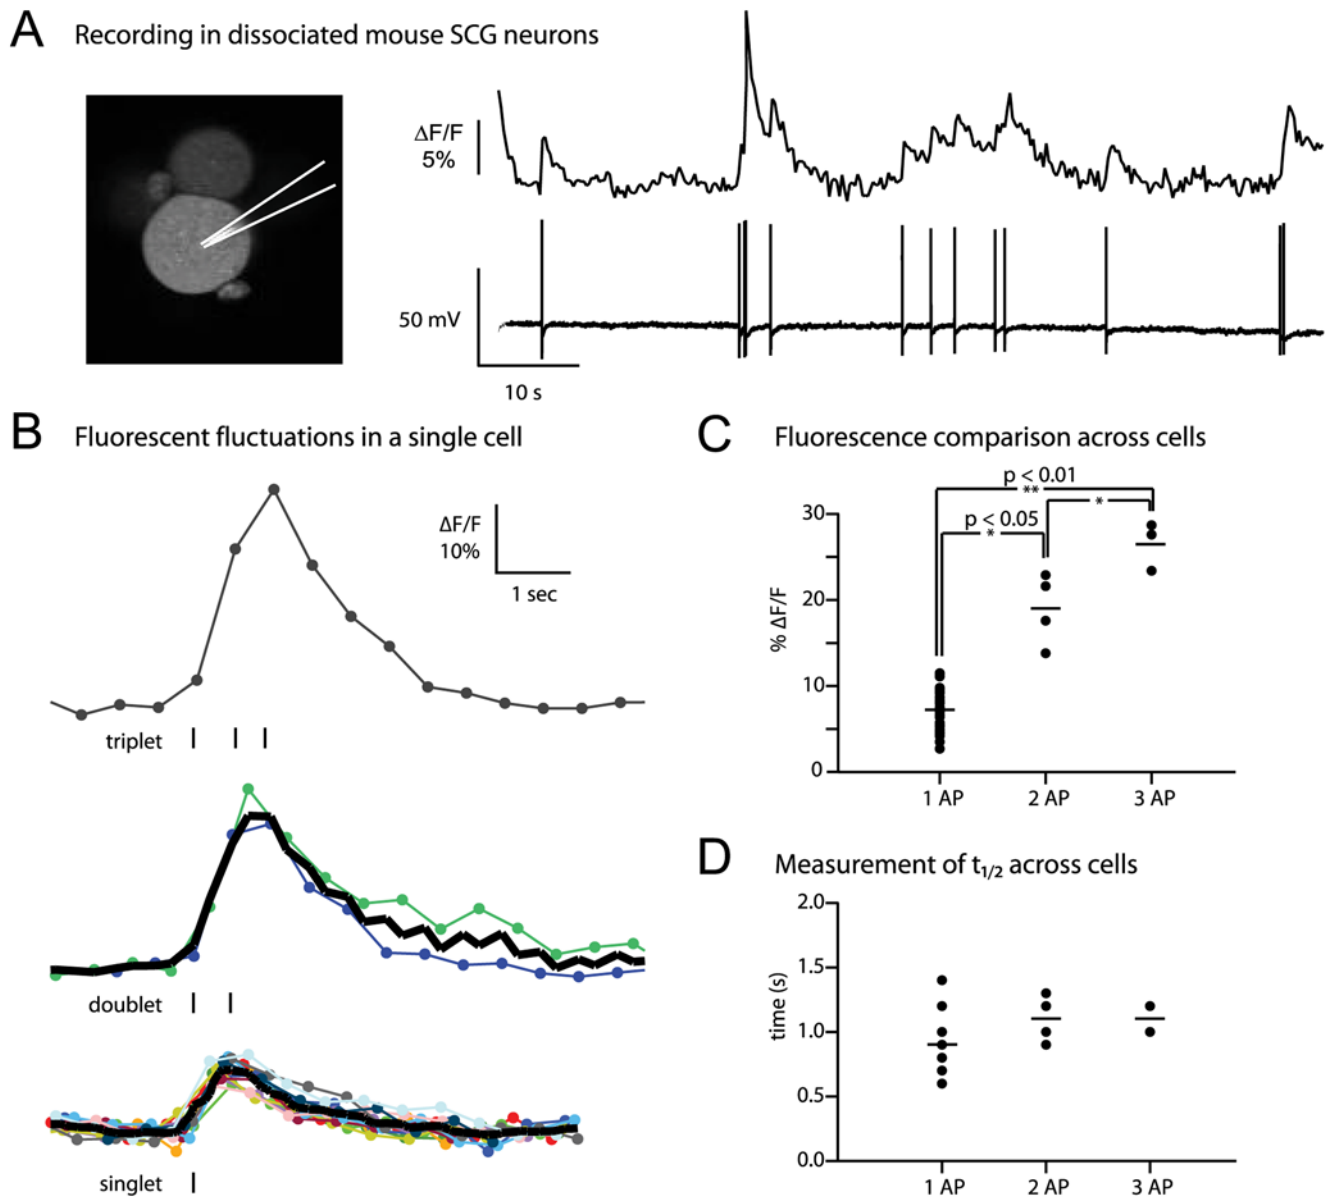 A Recording in dissociated mouse SCG neurons
ΔF/F
5%
50 mV
10 s
B Fluorescent fluctuations in a single cell
ΔF/F
10%
1 sec
triplet
doublet
singlet
C Fluorescence comparison across cells
p < 0.01
**
*
p < 0.05
*
30
20
10
0
% ΔF/F
1 AP 2 AP 3 AP
D Measurement of t1/2 across cells
2.0
1.5
1.0
0.5
0.0
time (s)
1 AP 2 AP 3 AP